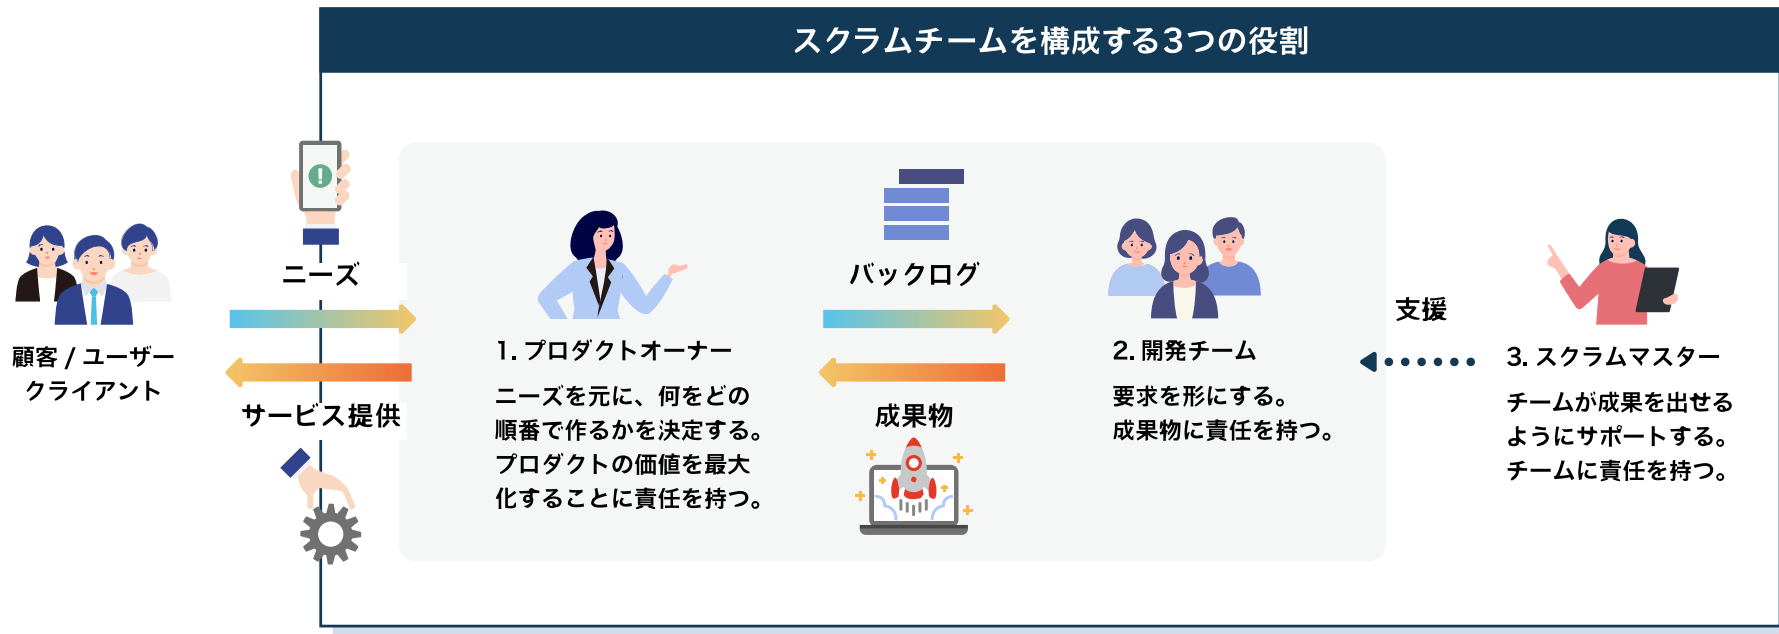 スクラムチームを構成する3つの役割
ニーズ
顧客 / ユーザー
クライアント
サービス提供
1. プロダクトオーナー
ニーズを元に、何をどの
順番で作るかを決定する。
プロダクトの価値を最大
化することに責任を持つ。
バックログ
成果物
2. 開発チーム
要求を形にする。
成果物に責任を持つ。
支援
3. スクラムマスター
チームが成果を出せる
ようにサポートする。
チームに責任を持つ。